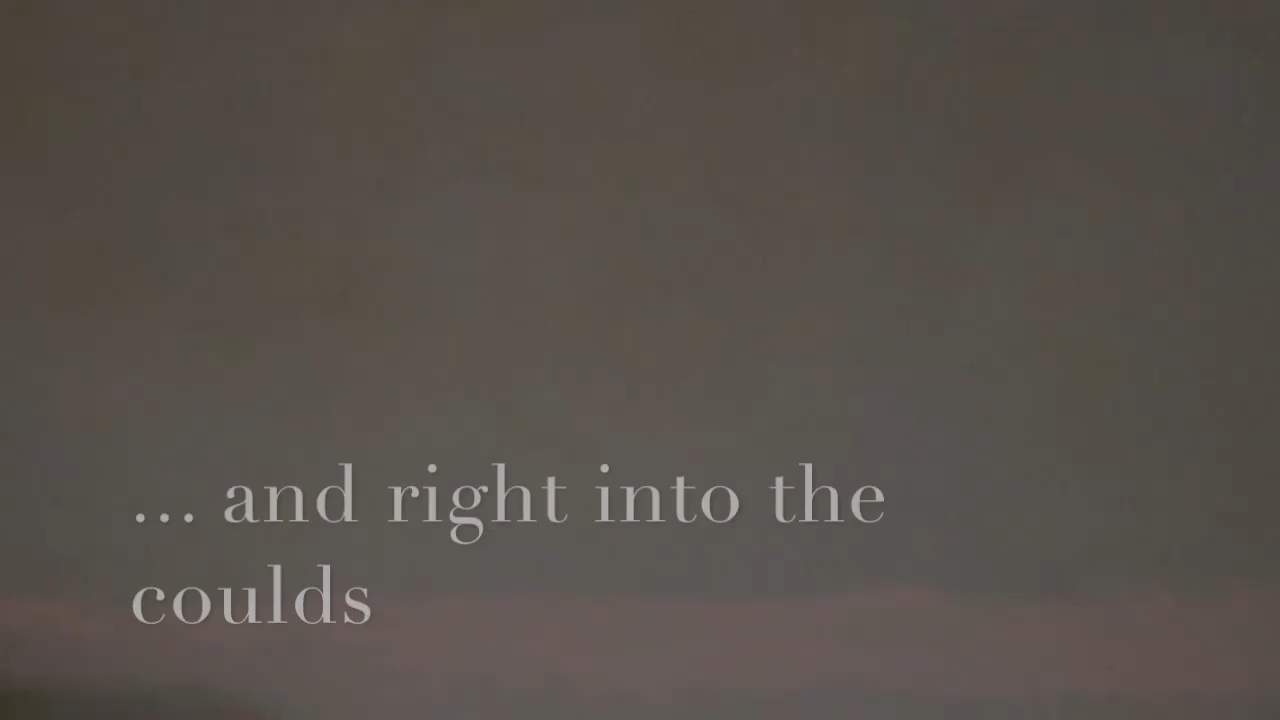 ... and right into the
coulds